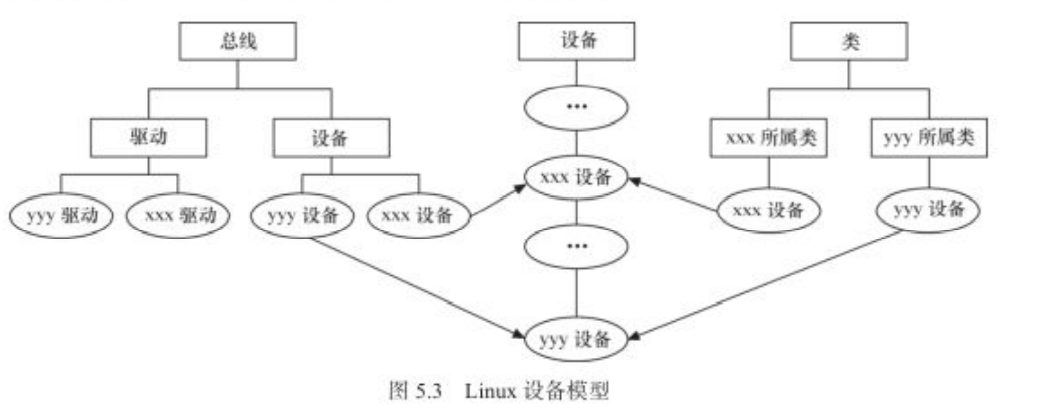 总线
设备
类
驱动
设备
xxx 所属类
yyy 所属类
•••
xxx 设备
yyy 驱动
xxx 驱动
yyy 设备
xxx 设备
xxx 设备
yyy 设备
•••
yyy 设备
图 5.3 Linux 设备模型